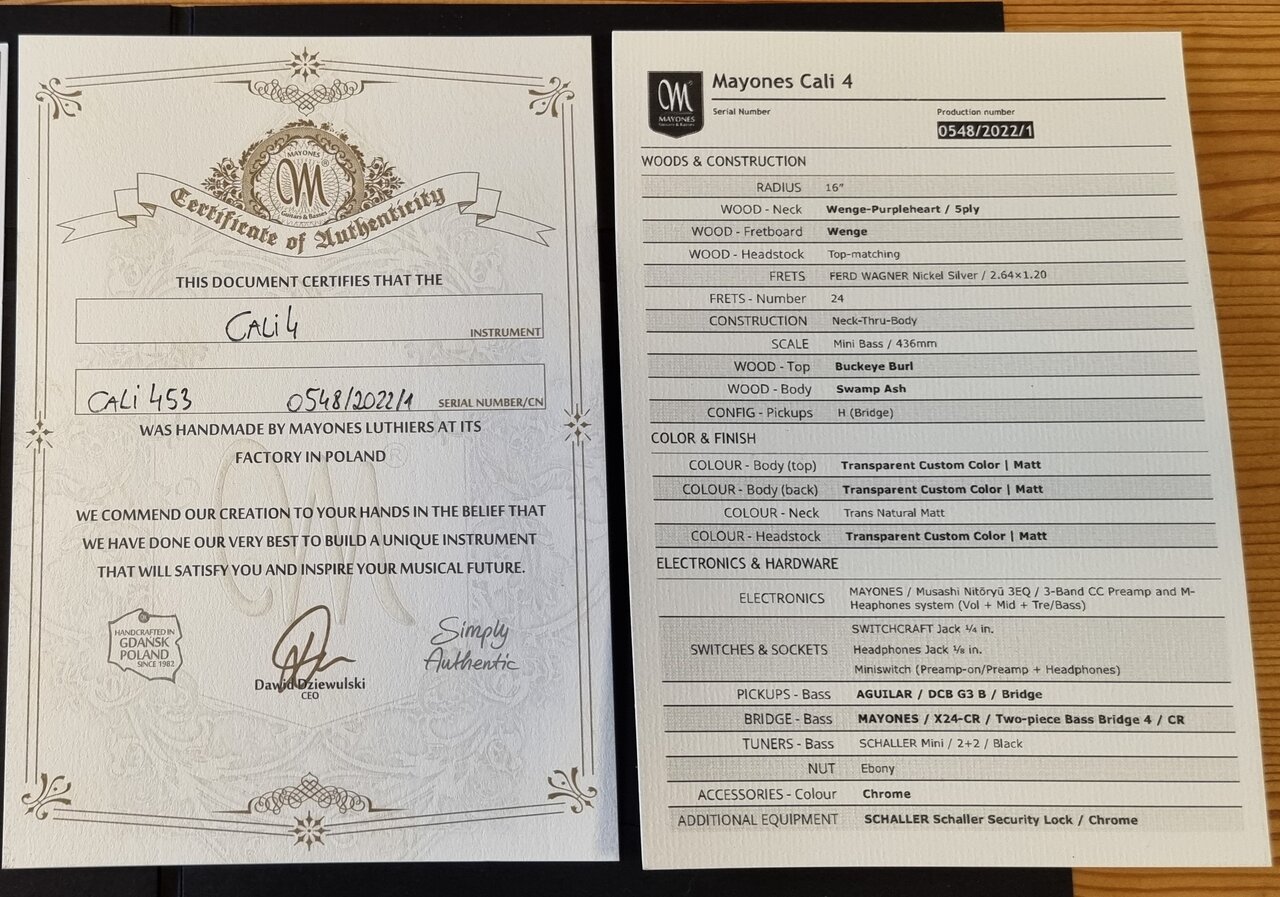 MAYONES
M®
Guitars & Basses
Certificate of Authenticity
THIS DOCUMENT CERTIFIES THAT THE
CALI 4 INSTRUMENT
CALI 453 0548/2022/1 SERIAL NUMBER/CN
WAS HANDMADE BY MAYONES LUTHIERS AT ITS
FACTORY IN POLAND
WE COMMEND OUR CREATION TO YOUR HANDS IN THE BELIEF THAT
WE HAVE DONE OUR VERY BEST TO BUILD A UNIQUE INSTRUMENT
THAT WILL SATISFY YOU AND INSPIRE YOUR MUSICAL FUTURE.
HANDCRAFTED IN
GDAŃSK
POLAND
SINCE 1982
Dawid Dziewulski
CEO
Simply
Authentic
M
MAYONES
Guitars & Basses
Mayones Cali 4
Serial Number Production number
0548/2022/1
WOODS & CONSTRUCTION
RADIUS 16"
WOOD - Neck Wenge-Purpleheart / 5ply
WOOD - Fretboard Wenge
WOOD - Headstock Top-matching
FRETS FERD WAGNER Nickel Silver / 2.64×1.20
FRETS - Number 24
CONSTRUCTION Neck-Thru-Body
SCALE Mini Bass / 436mm
WOOD - Top Buckeye Burl
WOOD - Body Swamp Ash
CONFIG - Pickups H (Bridge)
COLOR & FINISH
COLOUR - Body (top) Transparent Custom Color | Matt
COLOUR - Body (back) Transparent Custom Color | Matt
COLOUR - Neck Trans Natural Matt
COLOUR - Headstock Transparent Custom Color | Matt
ELECTRONICS & HARDWARE
ELECTRONICS MAYONES / Musashi Nitōryū 3EQ / 3-Band CC Preamp and M-
Heaphones system (Vol + Mid + Tre/Bass)
SWITCHES & SOCKETS SWITCHCRAFT Jack ¼ in.
Headphones Jack ⅛ in.
Miniswitch (Preamp-on/Preamp + Headphones)
PICKUPS - Bass AGUILAR / DCB G3 B / Bridge
BRIDGE - Bass MAYONES / X24-CR / Two-piece Bass Bridge 4 / CR
TUNERS - Bass SCHALLER Mini / 2+2 / Black
NUT Ebony
ACCESSORIES - Colour Chrome
ADDITIONAL EQUIPMENT SCHALLER Schaller Security Lock / Chrome